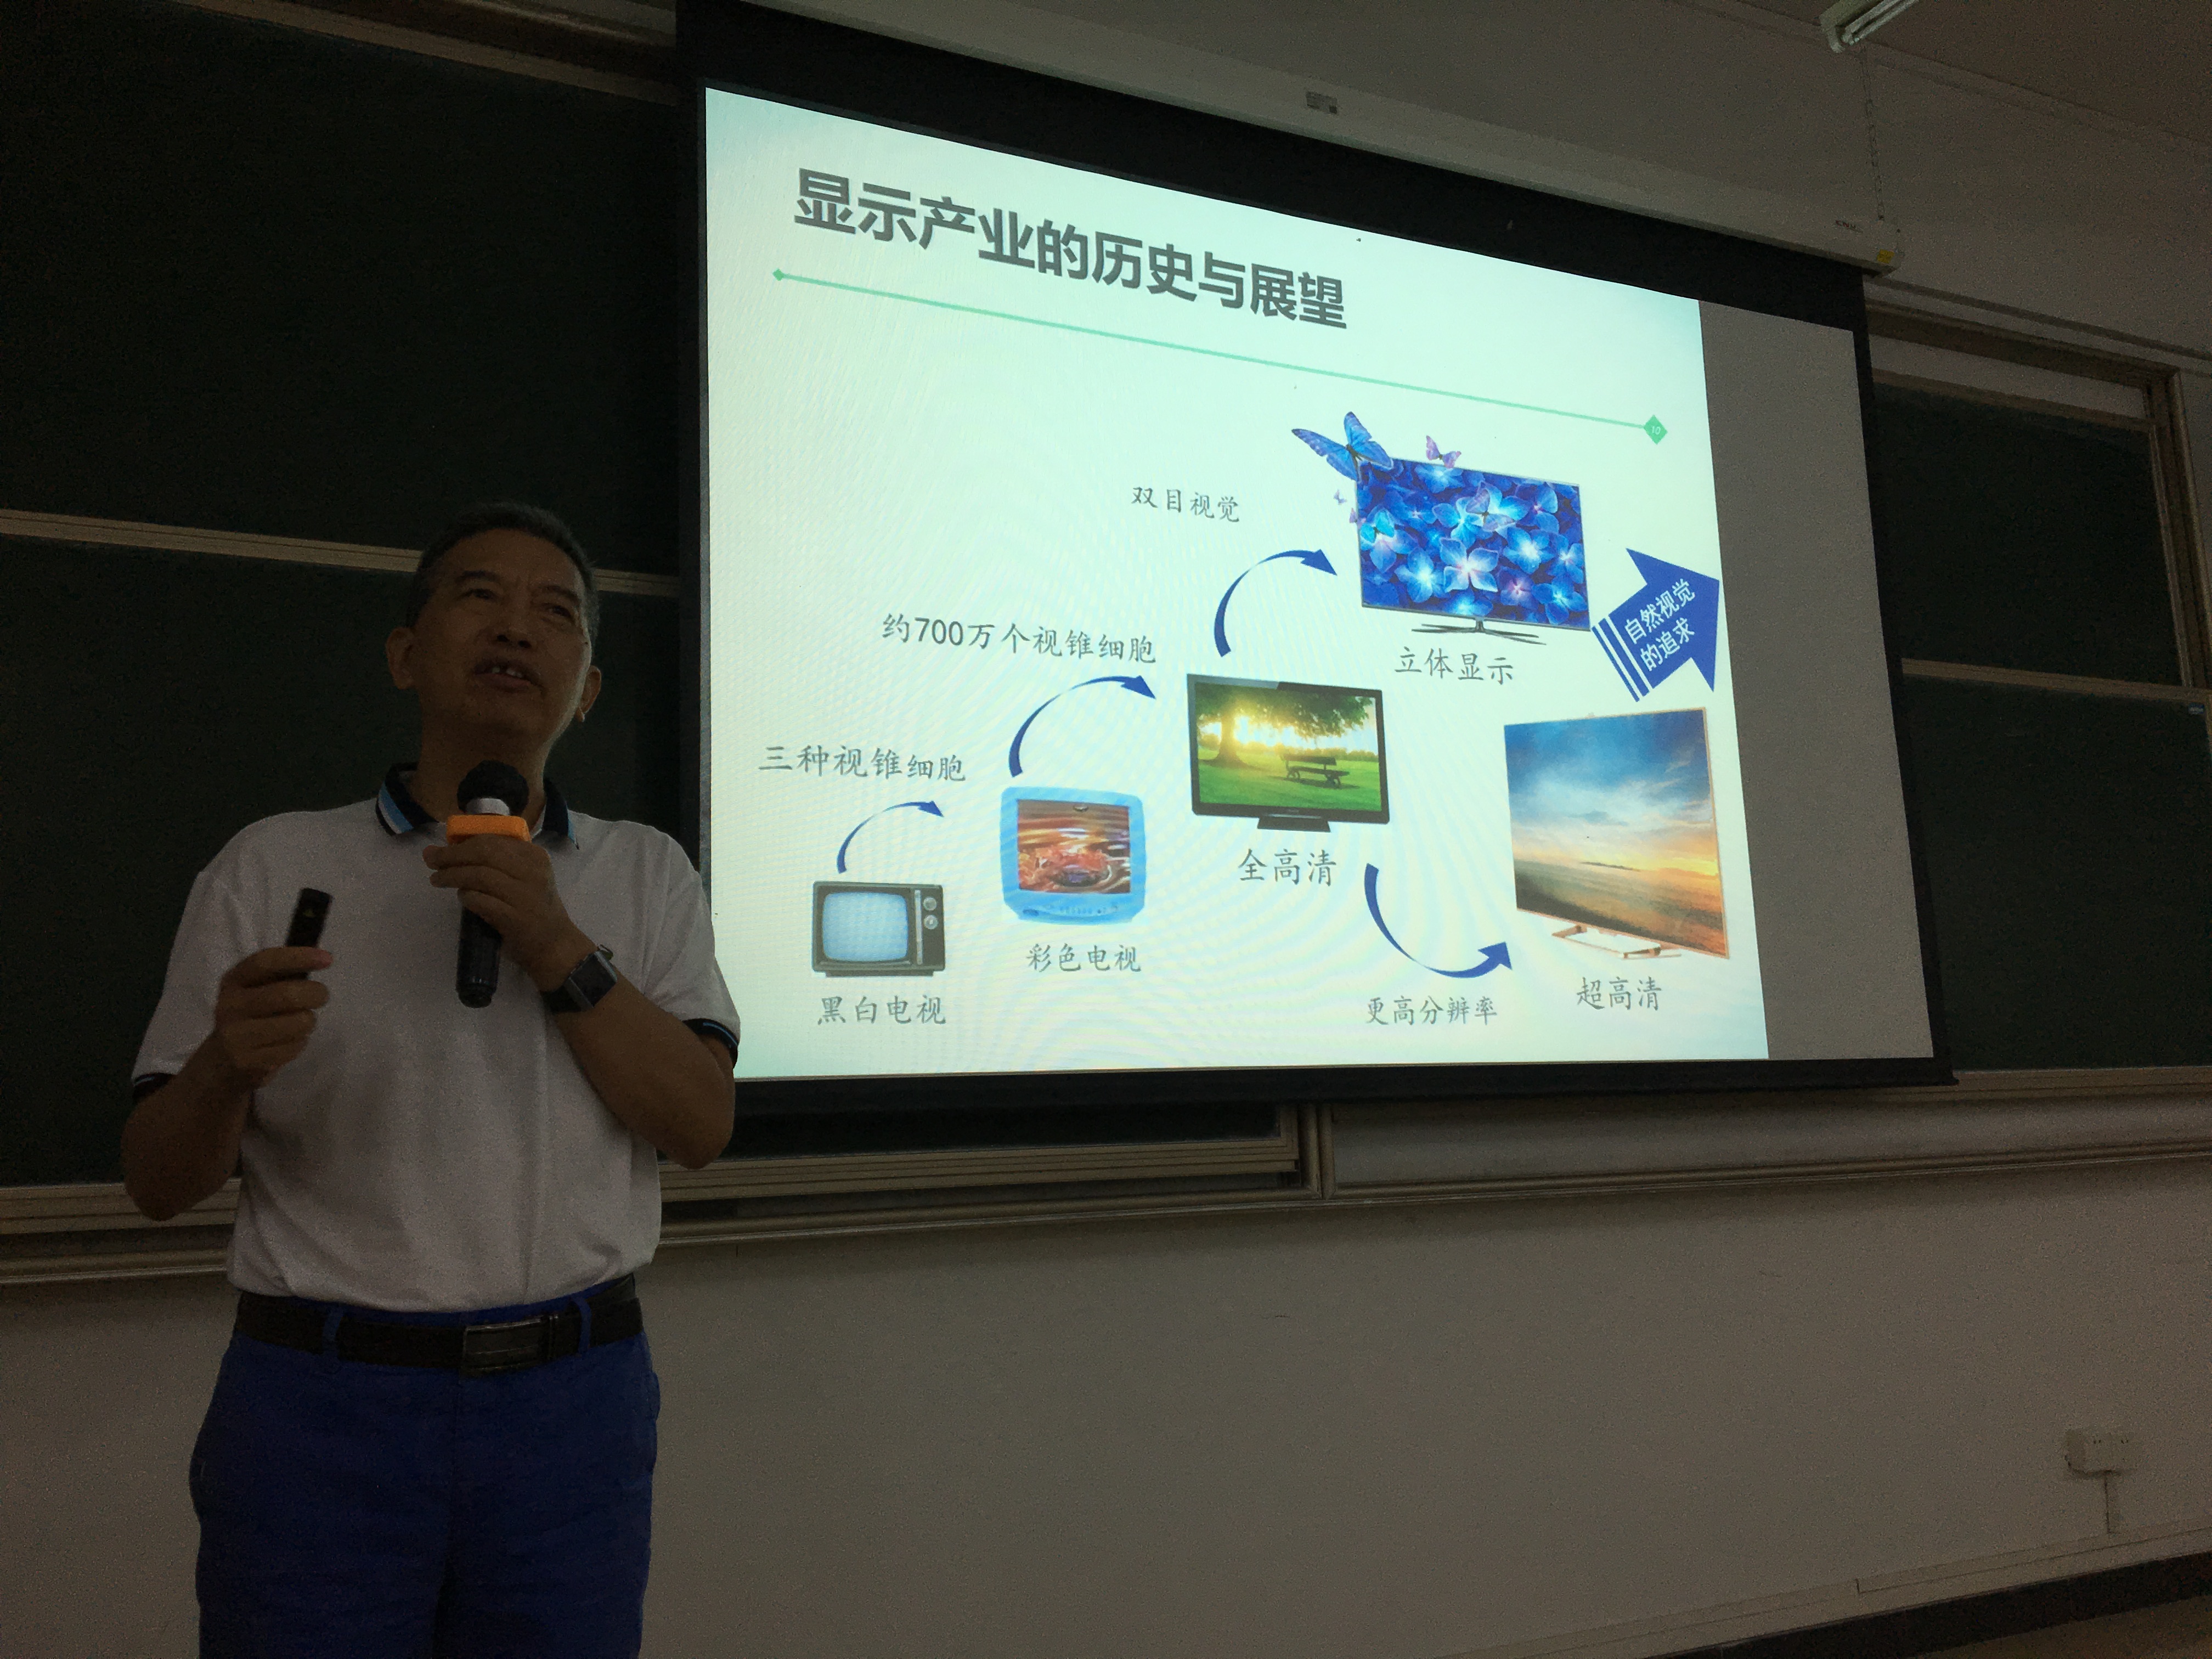 显示产业的历史与展望
10
双目视觉
自然视觉
的追求
约700万个视锥细胞
立体显示
三种视锥细胞
全高清
彩色电视
黑白电视
更高分辨率
超高清